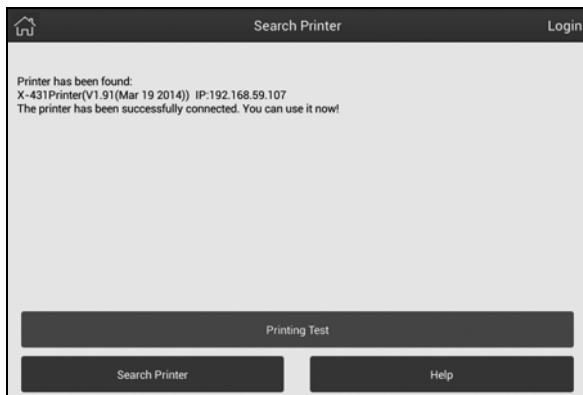 Search Printer
Login
Printer has been found:
X-431Printer(V1.91(Mar 19 2014)) IP:192.168.59.107
The printer has been successfully connected. You can use it now!
Printing Test
Search Printer
Help